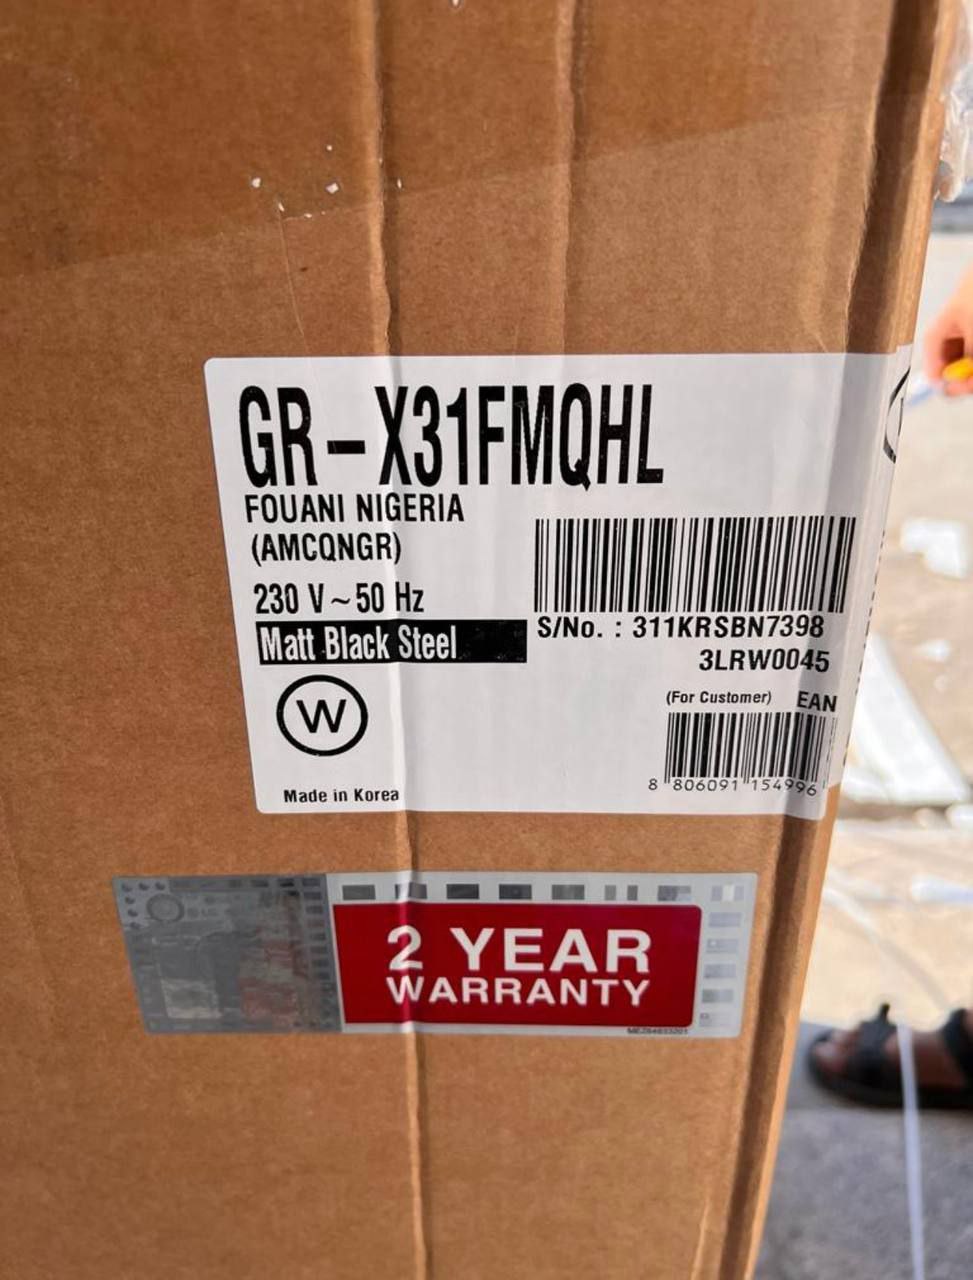 GR-X31FMQHL
FOUANI NIGERIA
(AMCQNGR)
230 V ~ 50 Hz
Matt Black Steel
S/No. : 311KRSBN7398
3LRW0045
W
(For Customer) EAN
8 806091 154996
Made in Korea
2 YEAR
WARRANTY